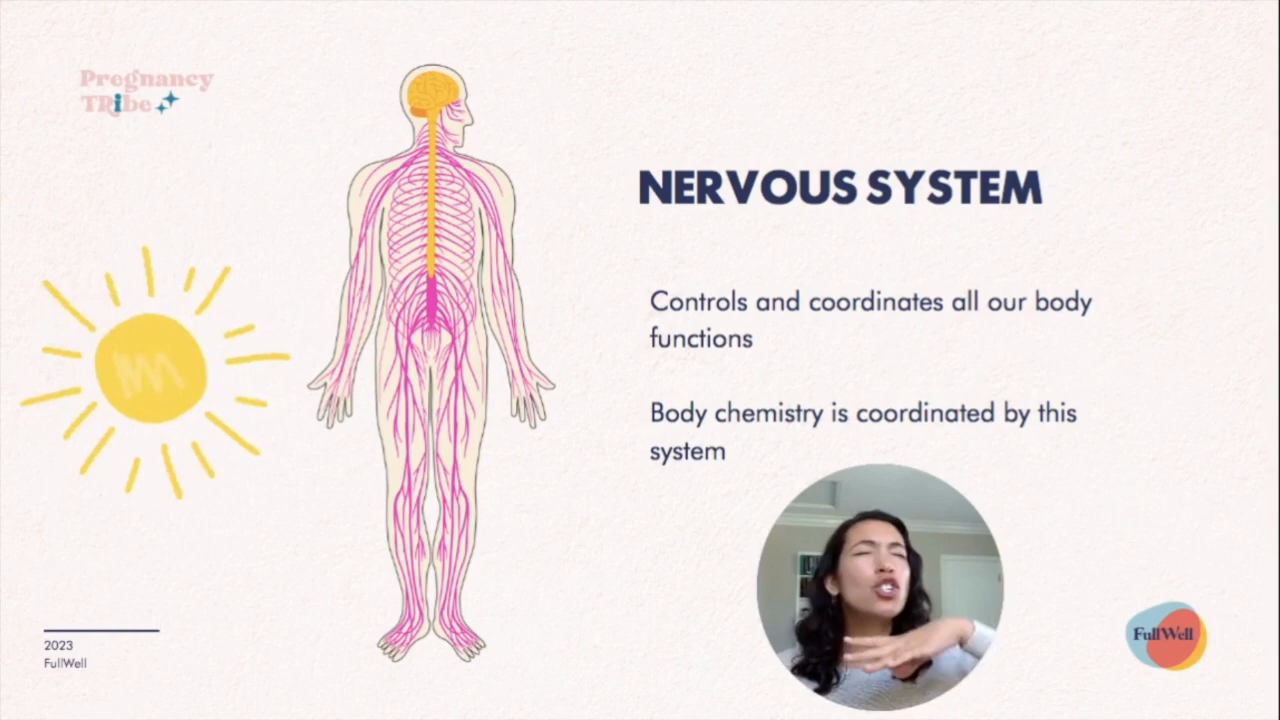 Pregnancy
TRibe
NERVOUS SYSTEM
Controls and coordinates all our body
functions
Body chemistry is coordinated by this
system
2023
FullWell
FullWell